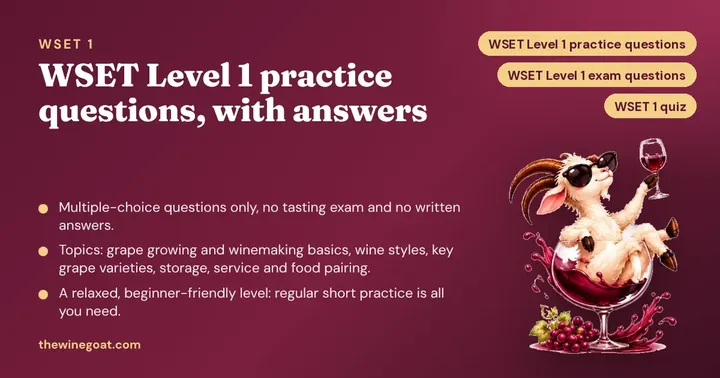 WSET 1
WSET Level 1 practice
questions, with answers
WSET Level 1 practice questions
WSET Level 1 exam questions
WSET 1 quiz
Multiple-choice questions only, no tasting exam and no written
answers.
Topics: grape growing and winemaking basics, wine styles, key
grape varieties, storage, service and food pairing.
A relaxed, beginner-friendly level: regular short practice is all
you need.
thewinegoat.com